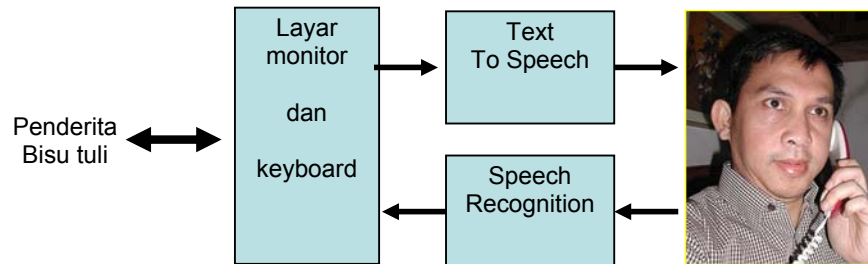 Penderita
Bisu tuli
Layar
monitor
dan
keyboard
Text
To Speech
Speech
Recognition